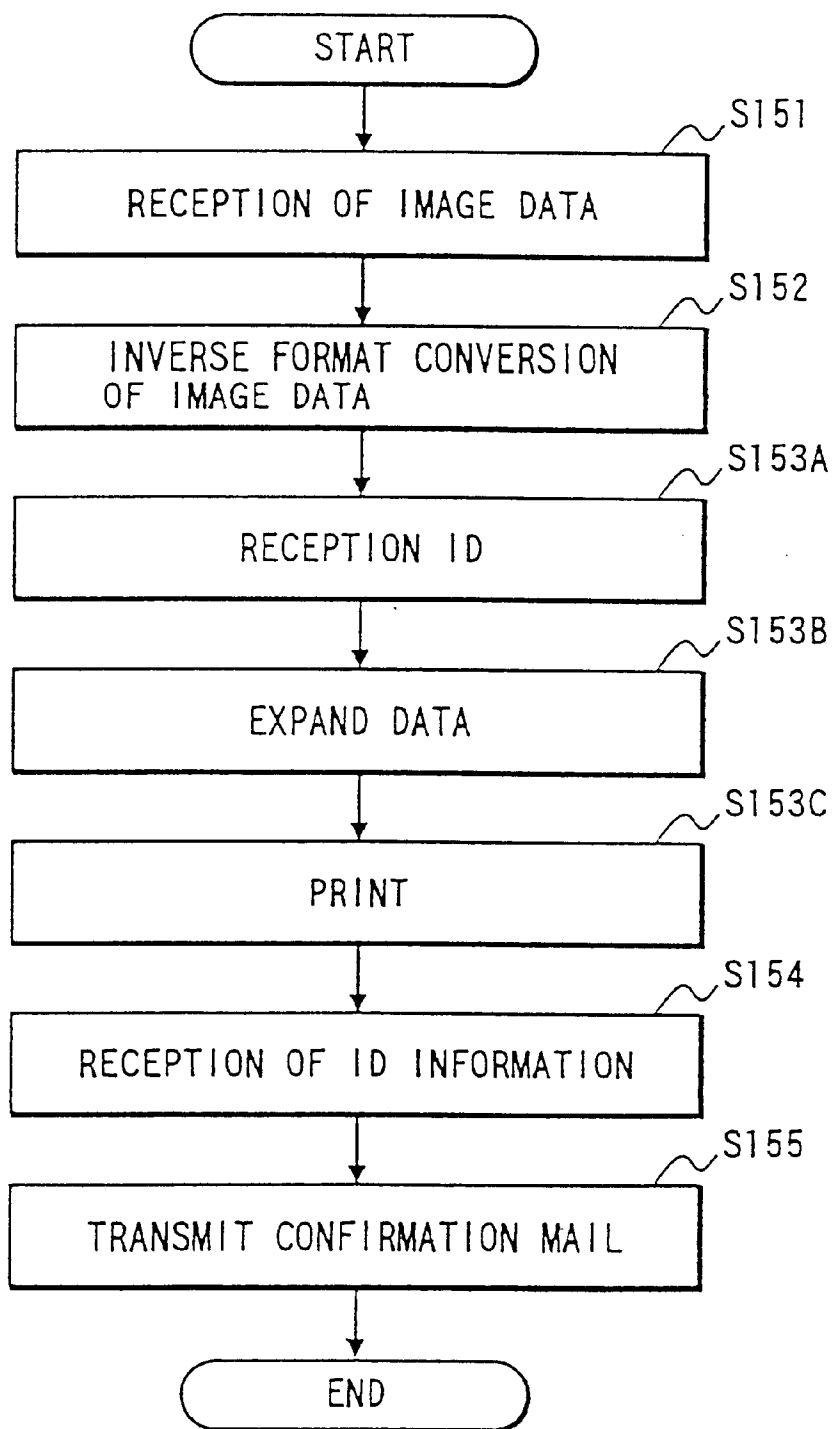 START
S151
RECEPTION OF IMAGE DATA
S152
INVERSE FORMAT CONVERSION
OF IMAGE DATA
S153A
RECEPTION ID
S153B
EXPAND DATA
S153C
PRINT
S154
RECEPTION OF ID INFORMATION
S155
TRANSMIT CONFIRMATION MAIL
END